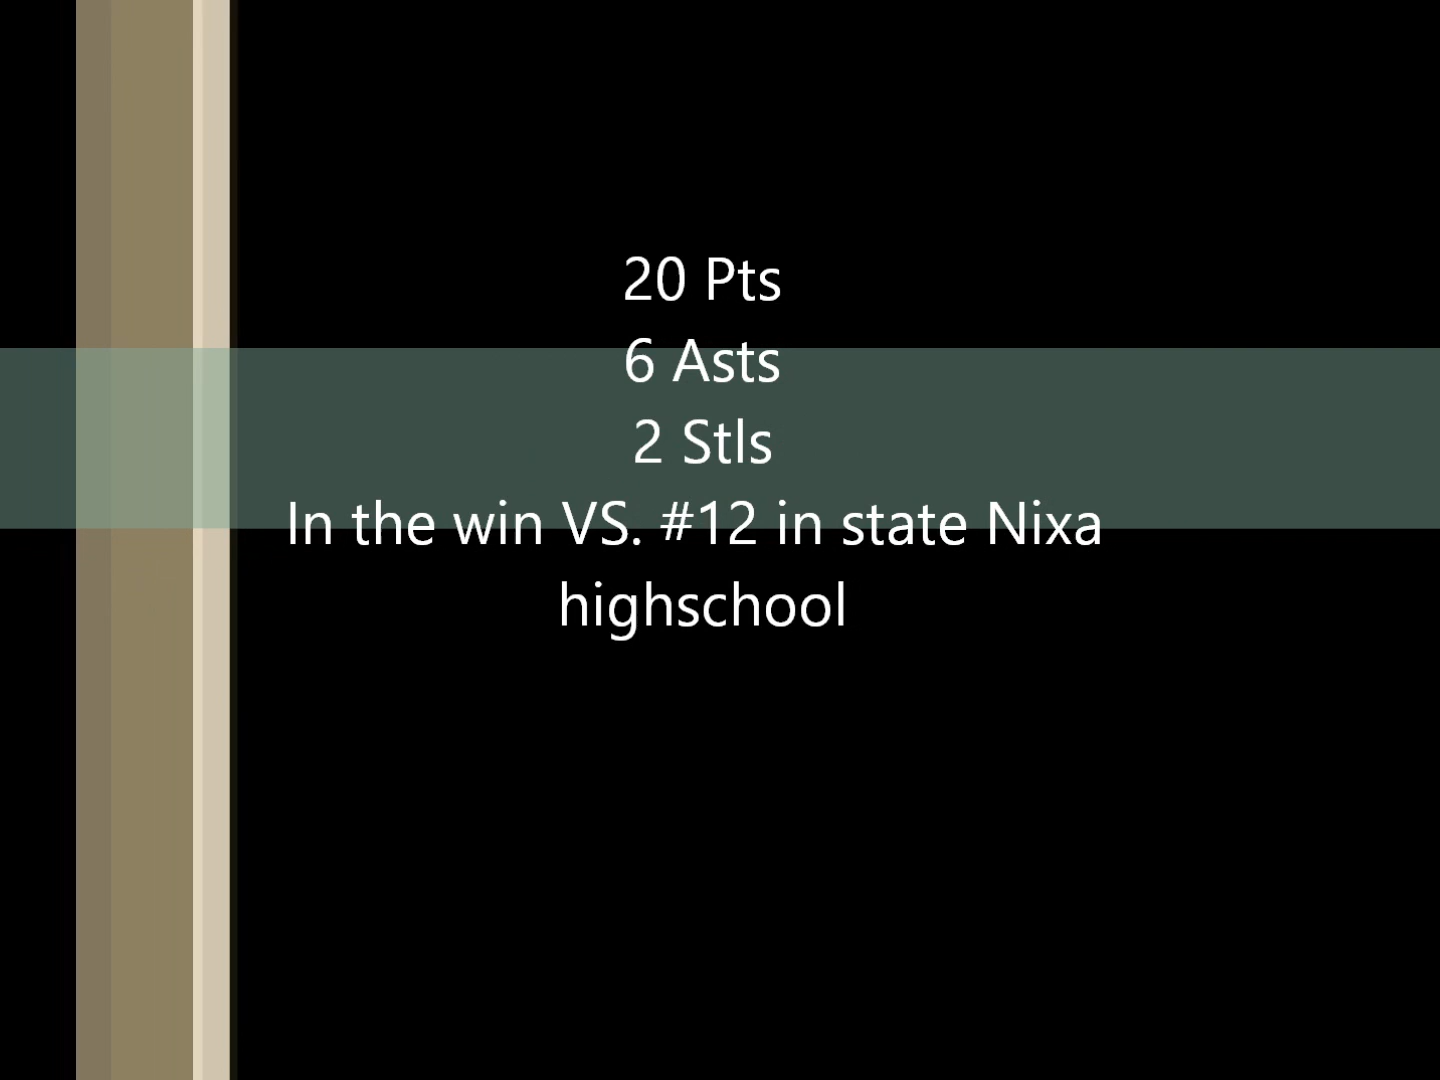 20 Pts
6 Asts
2 Stls
In the win VS. #12 in state Nixa
highschool